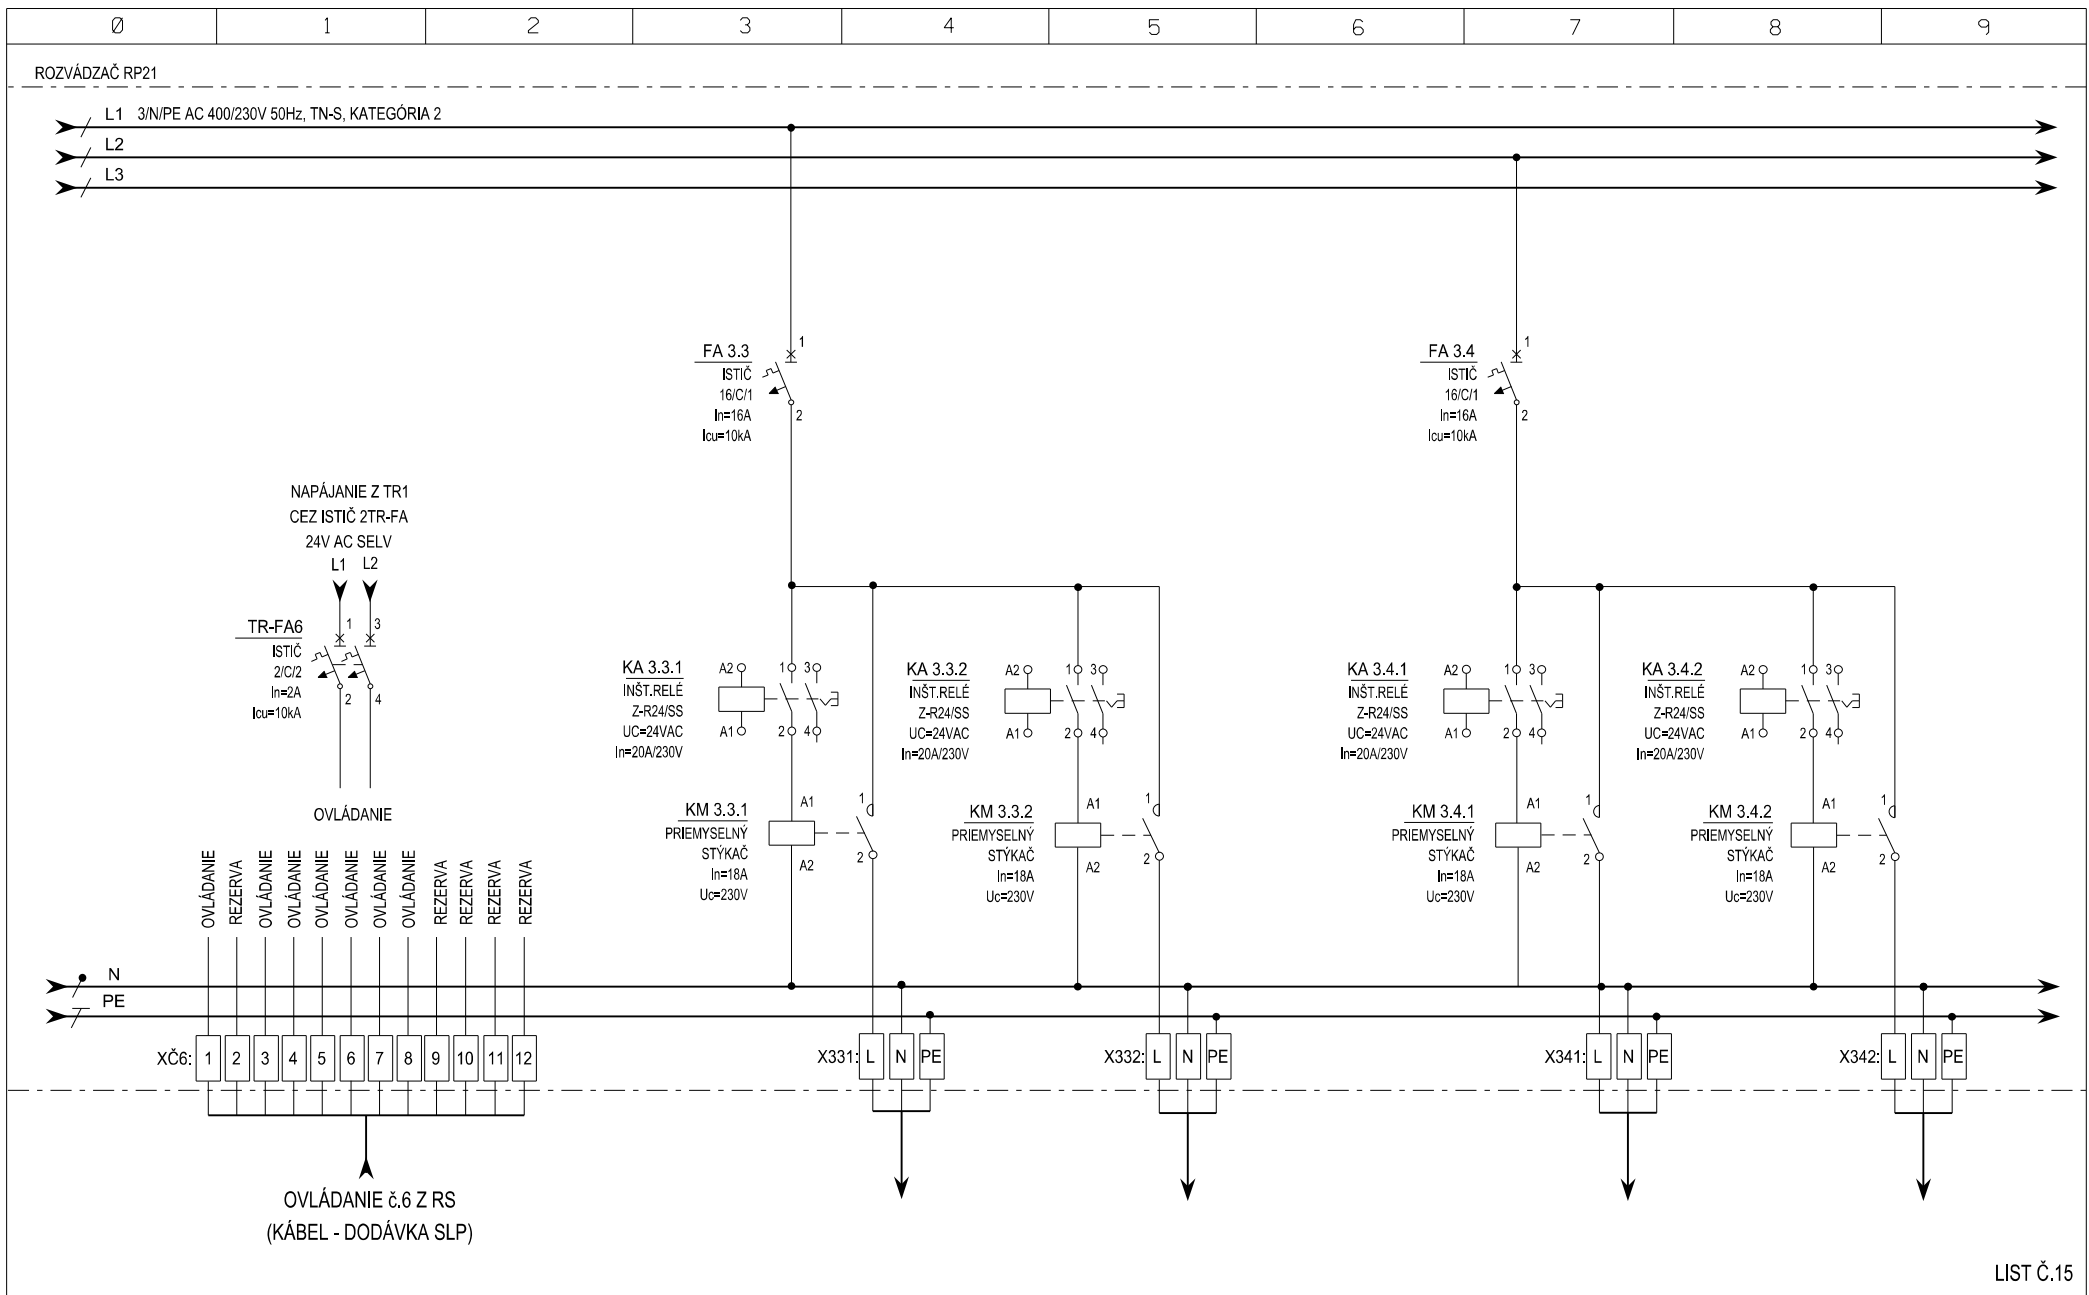 0 1 2 3 4 5 6 7 8 9
ROZVÁDZAČ RP21
L1 3/N/PE AC 400/230V 50Hz, TN-S, KATEGÓRIA 2
L2
L3
FA 3.3
ISTIČ
16/C/1
In=16A
Icu=10kA
1
2
FA 3.4
ISTIČ
16/C/1
In=16A
Icu=10kA
1
2
NAPÁJANIE Z TR1
CEZ ISTIČ 2TR-FA
24V AC SELV
L1 L2
TR-FA6
ISTIČ
2/C/2
In=2A
Icu=10kA
1 3
2 4
OVLÁDANIE
KA 3.3.1
INŠT.RELÉ
Z-R24/SS
UC=24VAC
In=20A/230V
A2 1 3
A1 2 4
KA 3.3.2
INŠT.RELÉ
Z-R24/SS
UC=24VAC
In=20A/230V
A2 1 3
A1 2 4
KA 3.4.1
INŠT.RELÉ
Z-R24/SS
UC=24VAC
In=20A/230V
A2 1 3
A1 2 4
KA 3.4.2
INŠT.RELÉ
Z-R24/SS
UC=24VAC
In=20A/230V
A2 1 3
A1 2 4
KM 3.3.1
PRIEMYSELNÝ
STÝKAČ
In=18A
Uc=230V
A1 1
A2 2
KM 3.3.2
PRIEMYSELNÝ
STÝKAČ
In=18A
Uc=230V
A1 1
A2 2
KM 3.4.1
PRIEMYSELNÝ
STÝKAČ
In=18A
Uc=230V
A1 1
A2 2
KM 3.4.2
PRIEMYSELNÝ
STÝKAČ
In=18A
Uc=230V
A1 1
A2 2
OVLÁDANIE
REZERVA
OVLÁDANIE
OVLÁDANIE
OVLÁDANIE
OVLÁDANIE
OVLÁDANIE
OVLÁDANIE
REZERVA
REZERVA
REZERVA
REZERVA
N
PE
XČ6: 1 2 3 4 5 6 7 8 9 10 11 12
X331: L N PE
X332: L N PE
X341: L N PE
X342: L N PE
OVLÁDANIE č.6 Z RS
(KÁBEL - DODÁVKA SLP)
LIST Č.15